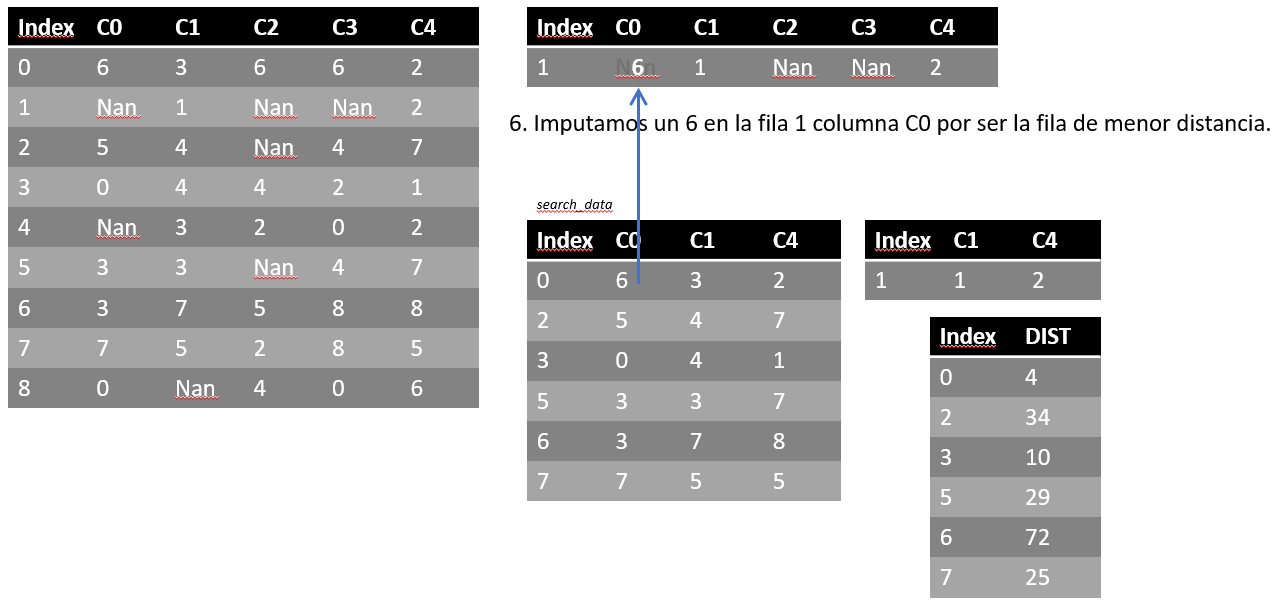 Index C0 C1 C2 C3 C4
0 6 3 6 6 2
1 Nan 1 Nan Nan 2
2 5 4 Nan 4 7
3 0 4 4 2 1
4 Nan 3 2 0 2
5 3 3 Nan 4 7
6 3 7 5 8 8
7 7 5 2 8 5
8 0 Nan 4 0 6
Index C0 C1 C2 C3 C4
1 Nan 6 1 Nan Nan 2
6. Imputamos un 6 en la fila 1 columna C0 por ser la fila de menor distancia.
search_data
Index C0 C1 C4
0 6 3 2
2 5 4 7
3 0 4 1
5 3 3 7
6 3 7 8
7 7 5 5
Index C1 C4
1 1 2
Index DIST
0 4
2 34
3 10
5 29
6 72
7 25